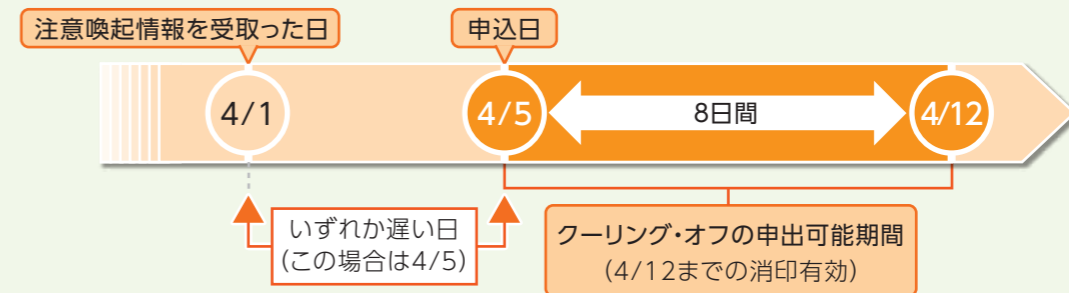 注意喚起情報を受取った日
申込日
4/1
4/5
8日間
4/12
いずれか遅い日
(この場合は4/5)
クーリング・オフの申出可能期間
(4/12までの消印有効)